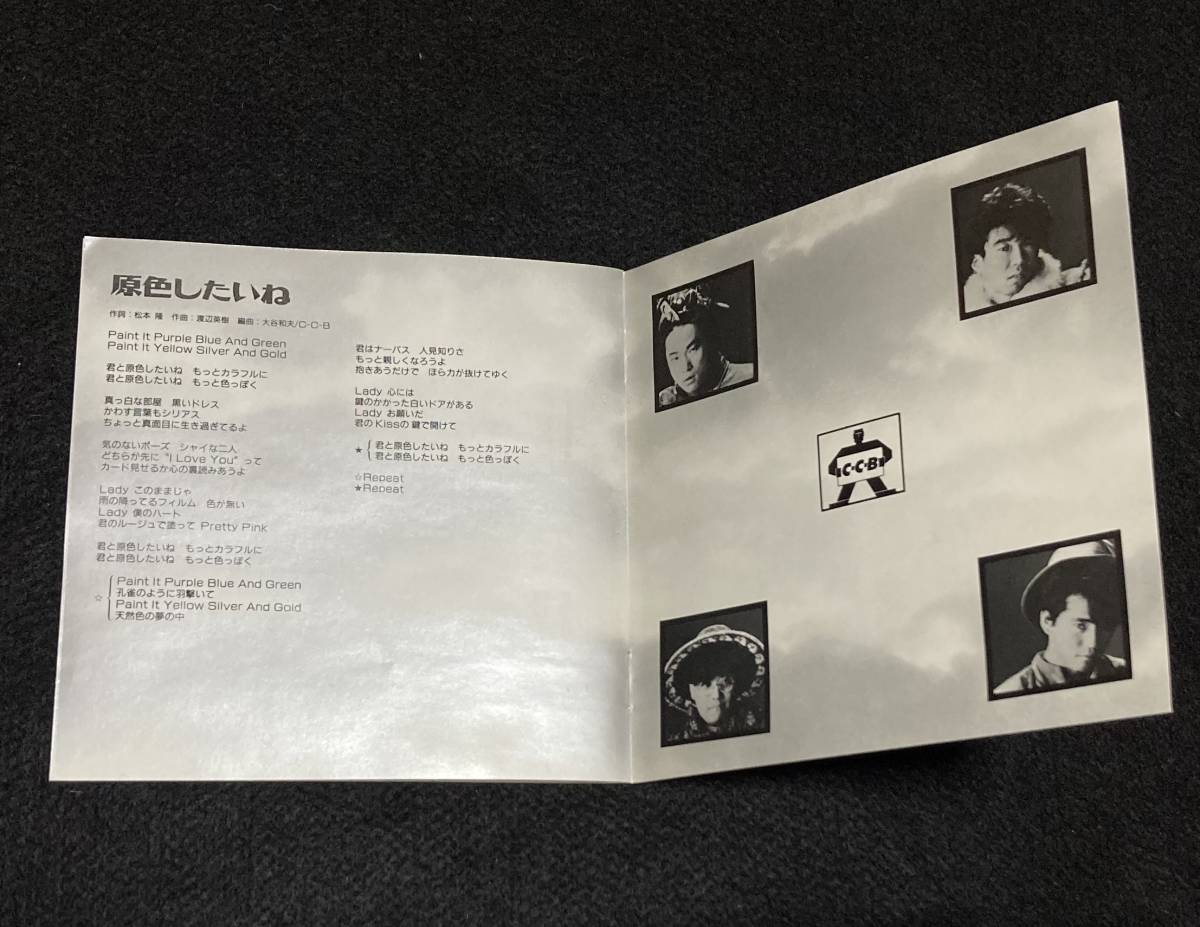 原色したいね
作詞：松本 隆 作曲：渡辺英樹 編曲：大谷和夫/C-C-B
Paint It Purple Blue And Green
Paint It Yellow Silver And Gold
君と原色したいね もっとカラフルに
君と原色したいね もっと色っぽく
真っ白な部屋 黒いドレス
かわす言葉もシリアス
ちょっと真面目に生き過ぎてるよ
気のないポーズ シャイな二人
どちらが先に “I Love You” って
カード見せるか心の裏読みあうよ
Lady このままじゃ
雨の降ってるフィルム 色が無い
Lady 僕のハート
君のルージュで塗って Pretty Pink
君と原色したいね もっとカラフルに
君と原色したいね もっと色っぽく
☆ Paint It Purple Blue And Green
孔雀のように羽撃いて
Paint It Yellow Silver And Gold
天然色の夢の中
君はナーバス 人見知りさ
もっと親しくなろうよ
抱きあうだけで ほら力が抜けてゆく
Lady 心には
鍵のかかった白いドアがある
Lady お願いだ
君のKissの鍵で開けて
★ 君と原色したいね もっとカラフルに
君と原色したいね もっと色っぽく
☆Repeat
★Repeat
C-C-B